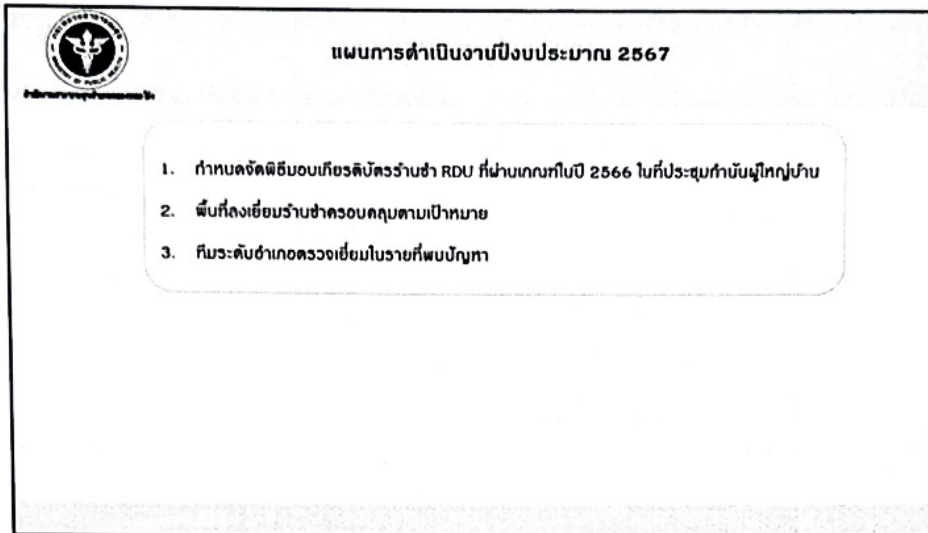 แผนการดำเนินงานปีงบประมาณ 2567
MINISTRY OF PUBLIC HEALTH
1. กำหนดจัดพิธีมอบเกียรติบัตรร้านชำ RDU ที่ผ่านเกณฑ์ในปี 2566 ในที่ประชุมกำนันผู้ใหญ่บ้าน
2. พื้นที่ลงเยี่ยมร้านชำครอบคลุมตามเป้าหมาย
3. ทีมระดับอำเภอตรวจเยี่ยมในรายที่พบปัญหา